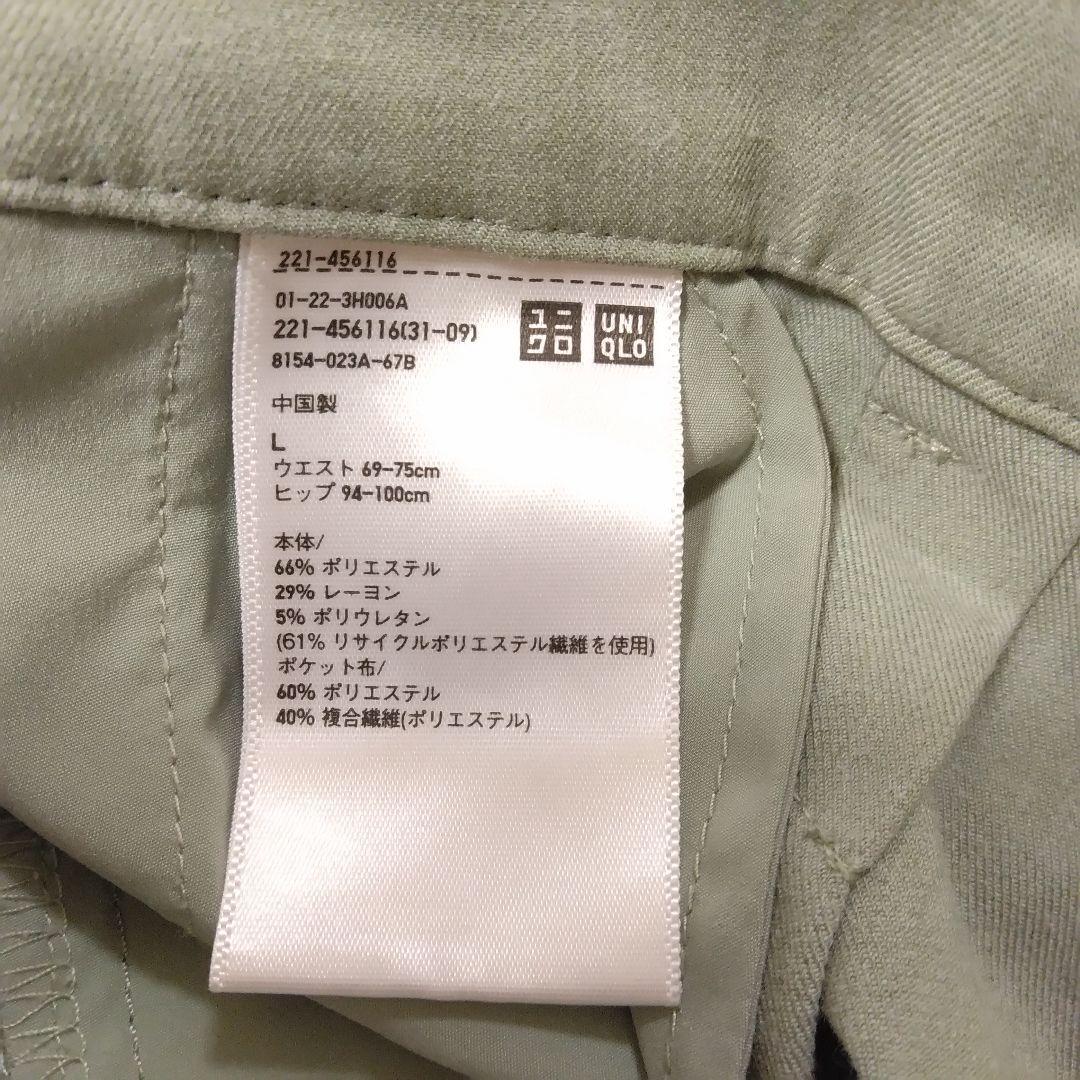 221-456116
01-22-3H006A
221-456116(31-09)
8154-023A-67B
ユニ
クロ
UNI
QLO
中国製
L
ウエスト 69-75cm
ヒップ 94-100cm
本体/
66% ポリエステル
29% レーヨン
5% ポリウレタン
(61% リサイクルポリエステル繊維を使用)
ポケット布/
60% ポリエステル
40% 複合繊維(ポリエステル)